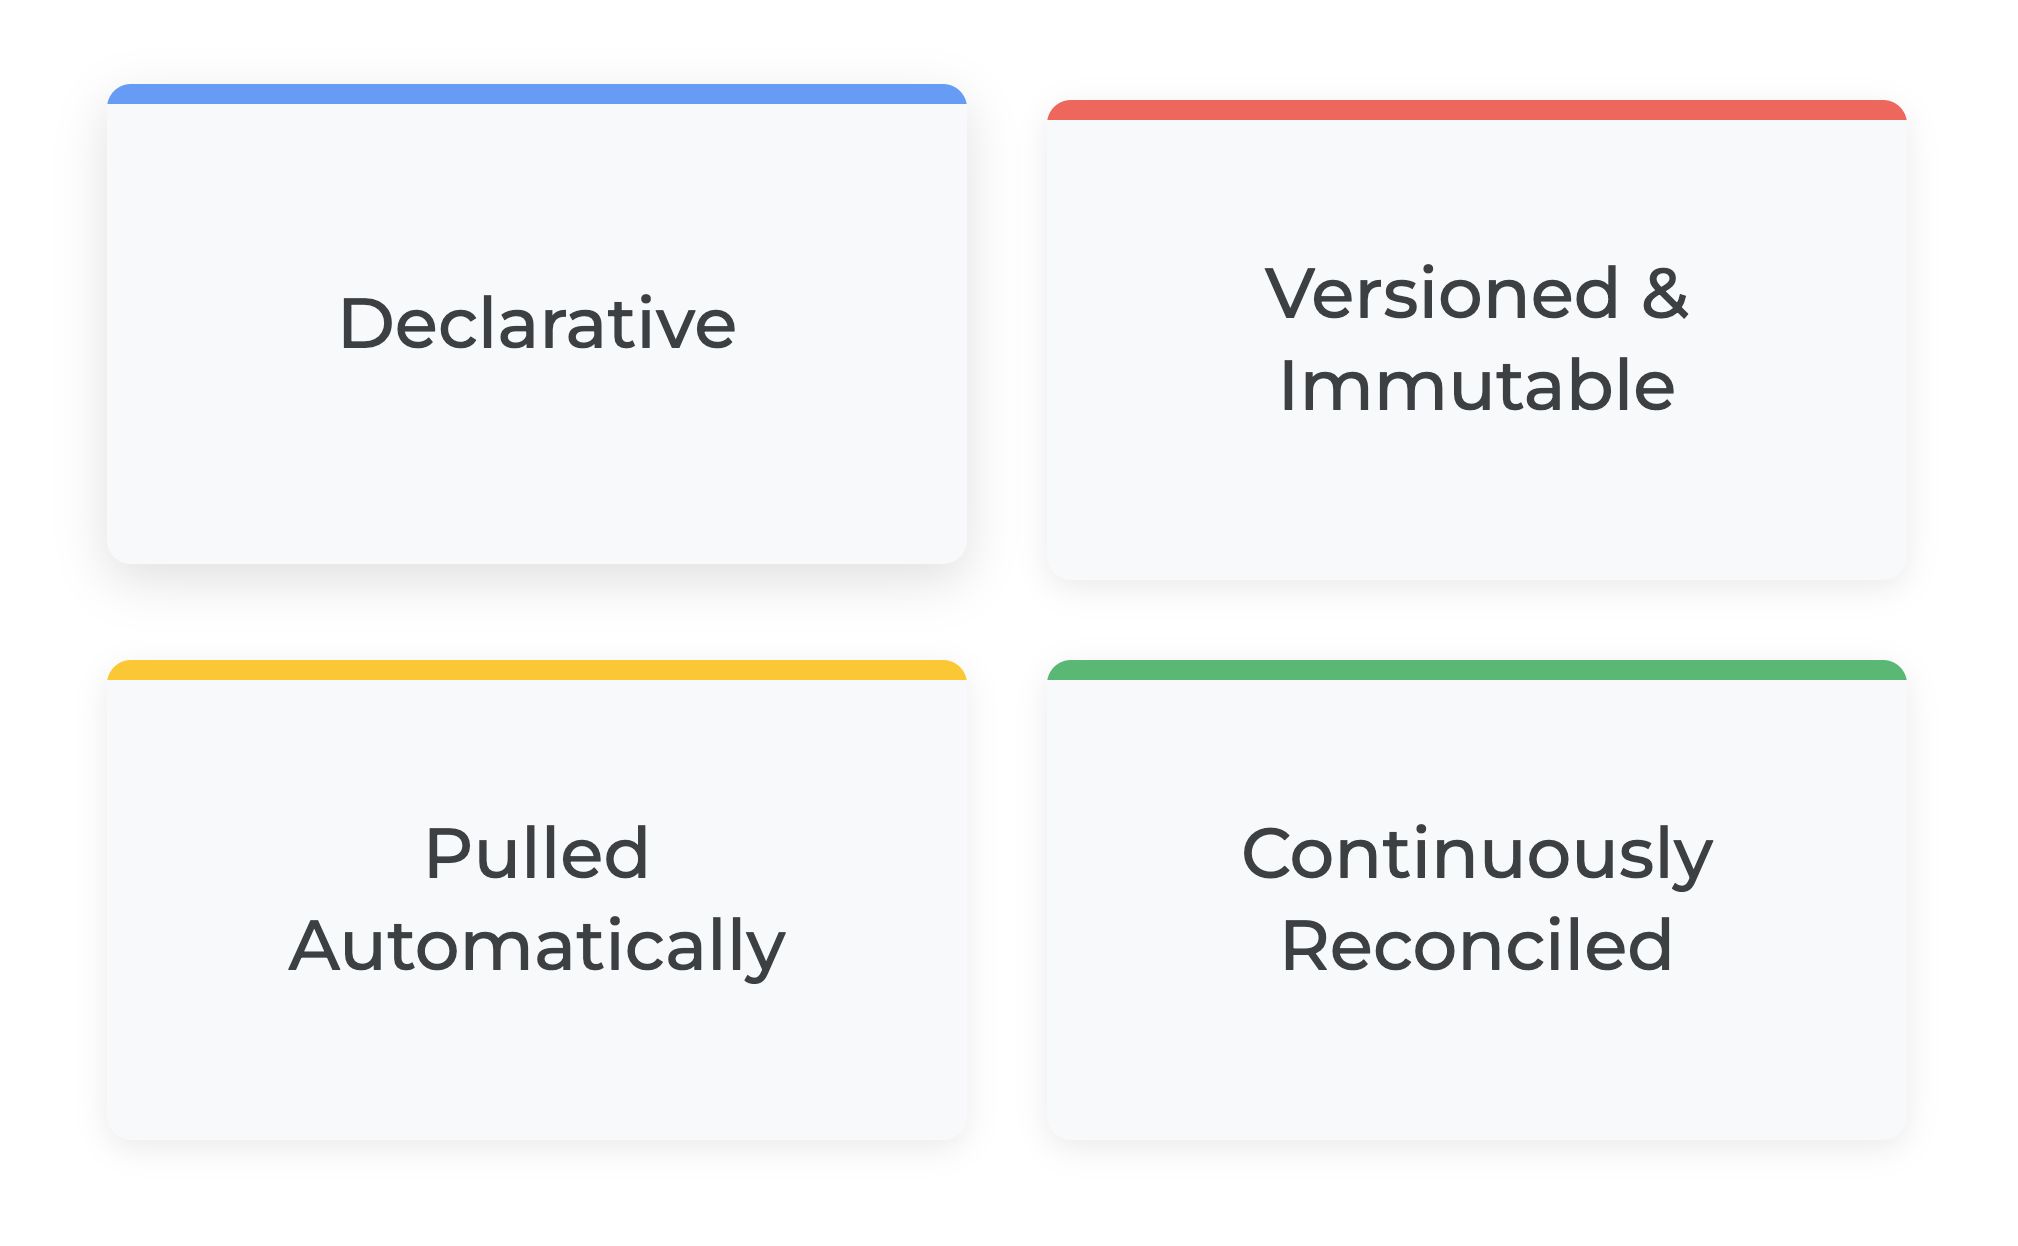 Declarative
Versioned &
Immutable
Pulled
Automatically
Continuously
Reconciled